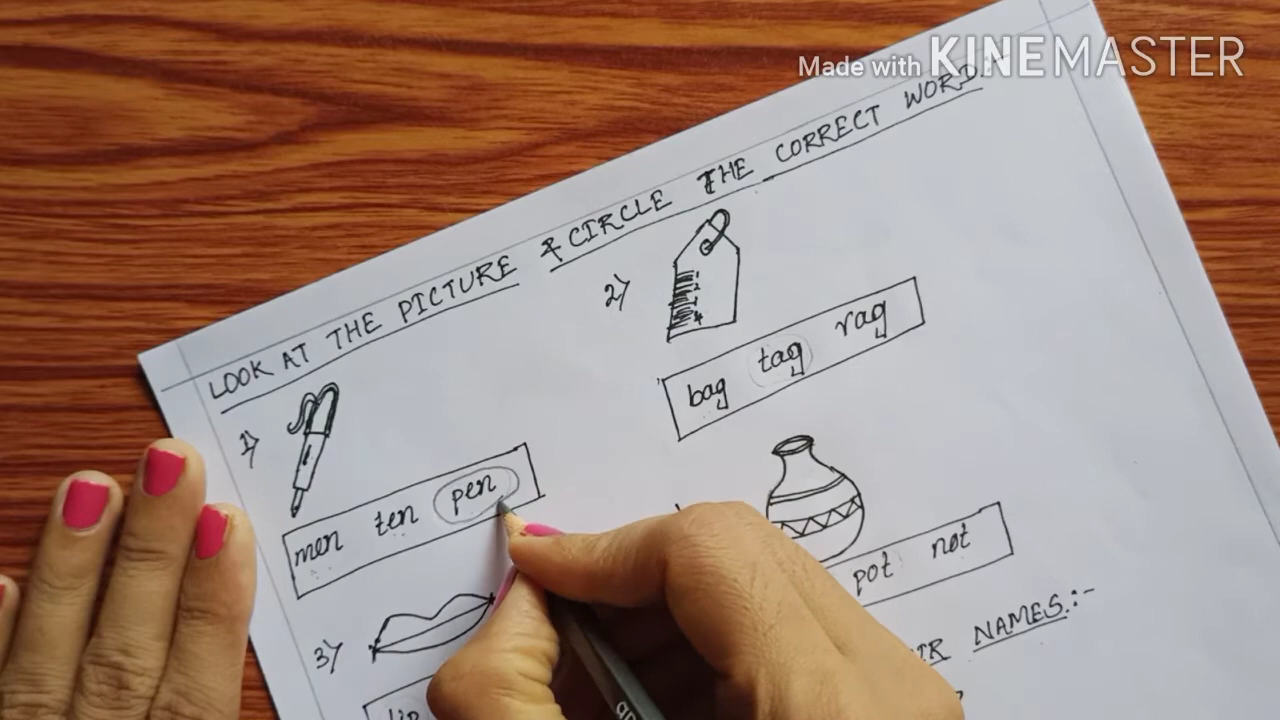 Made with KINEMASTER
LOOK AT THE PICTURE & CIRCLE THE CORRECT WORD:-
1)
men ten pen
2)
bag tag rag
3)
lip
pot not
NAMES:-